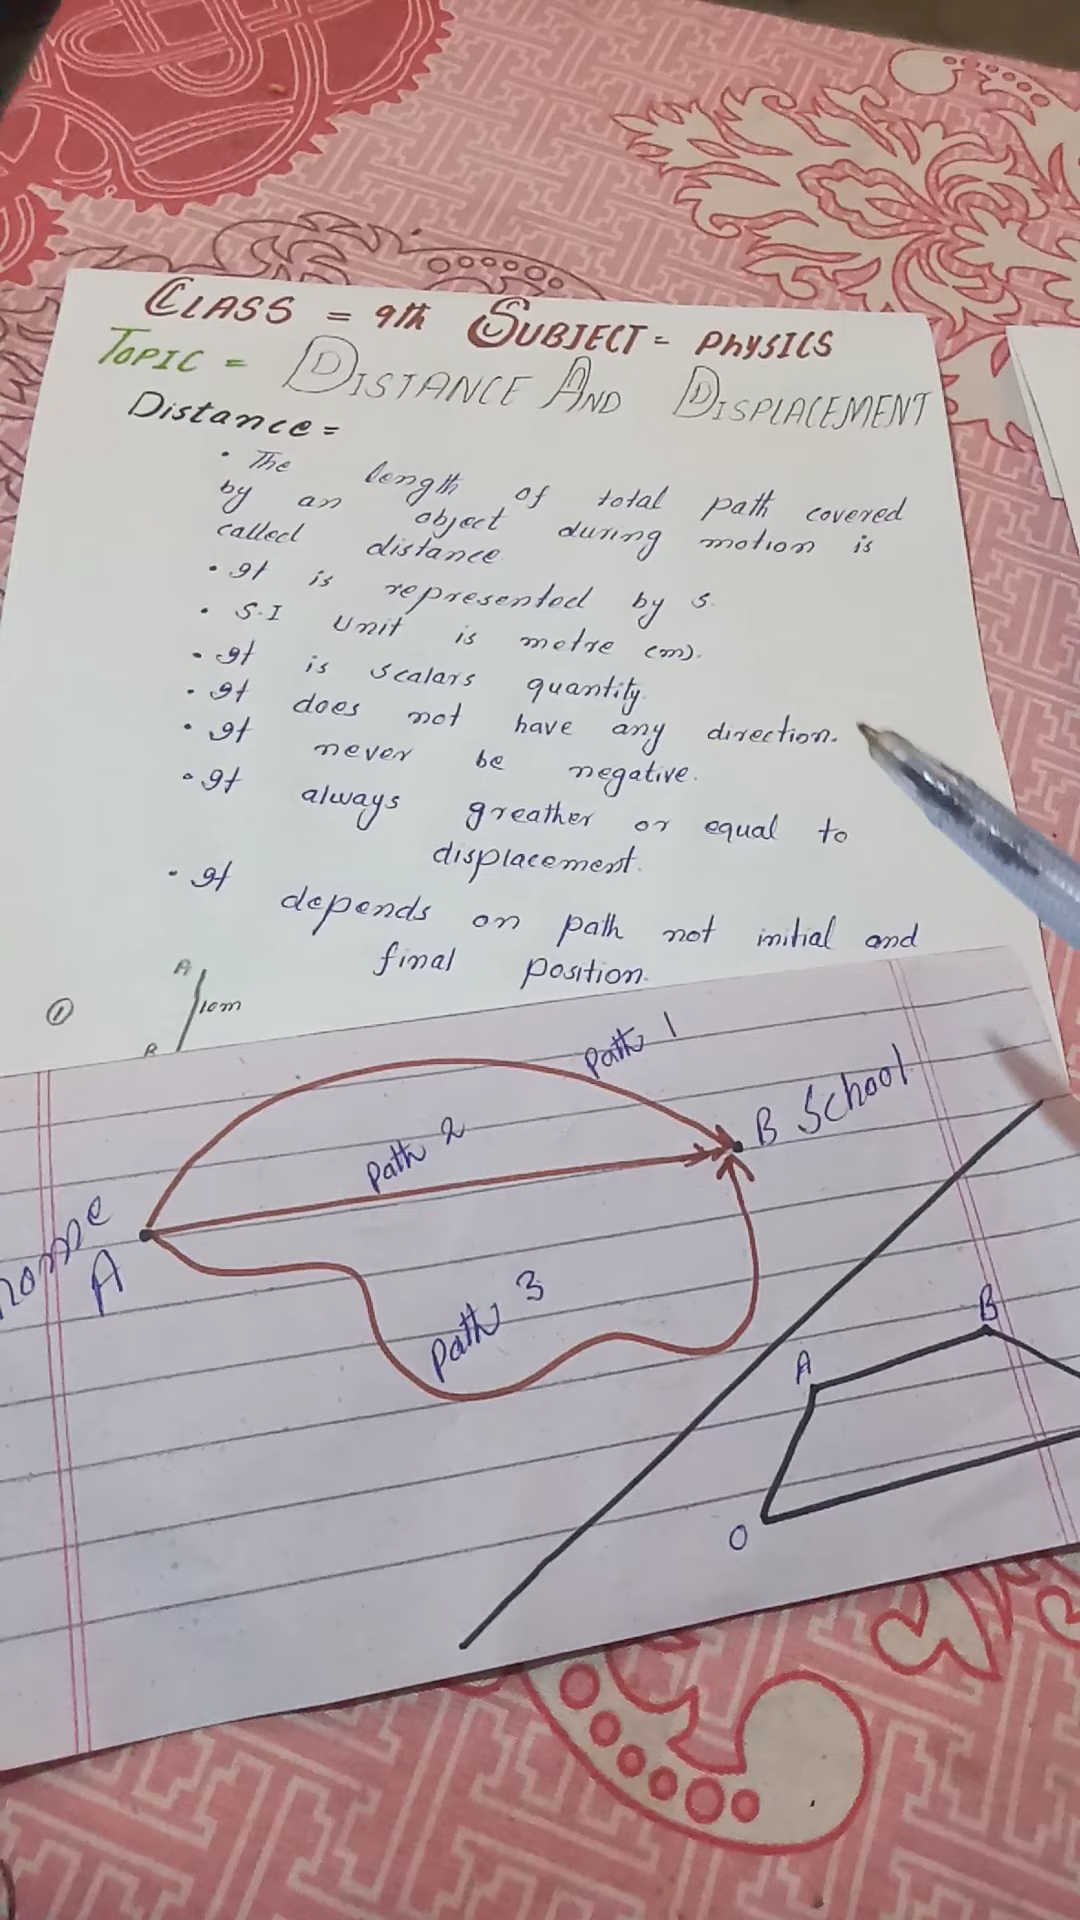 CLASS = 9th SUBJECT = PHYSICS
TOPIC = DISTANCE AND DISPLACEMENT
Distance =
• The length of total path covered
by an object during motion is
called distance.
• It is represented by s.
• S.I Unit is metre (m).
• It is scalars quantity.
• It does not have any direction.
• It never be negative.
• It always greather or equal to
displacement.
• It depends on path not initial and
final position.
① A
10m
B
Path 1
B School
Path 2
home
A
Path 3
B
A
O